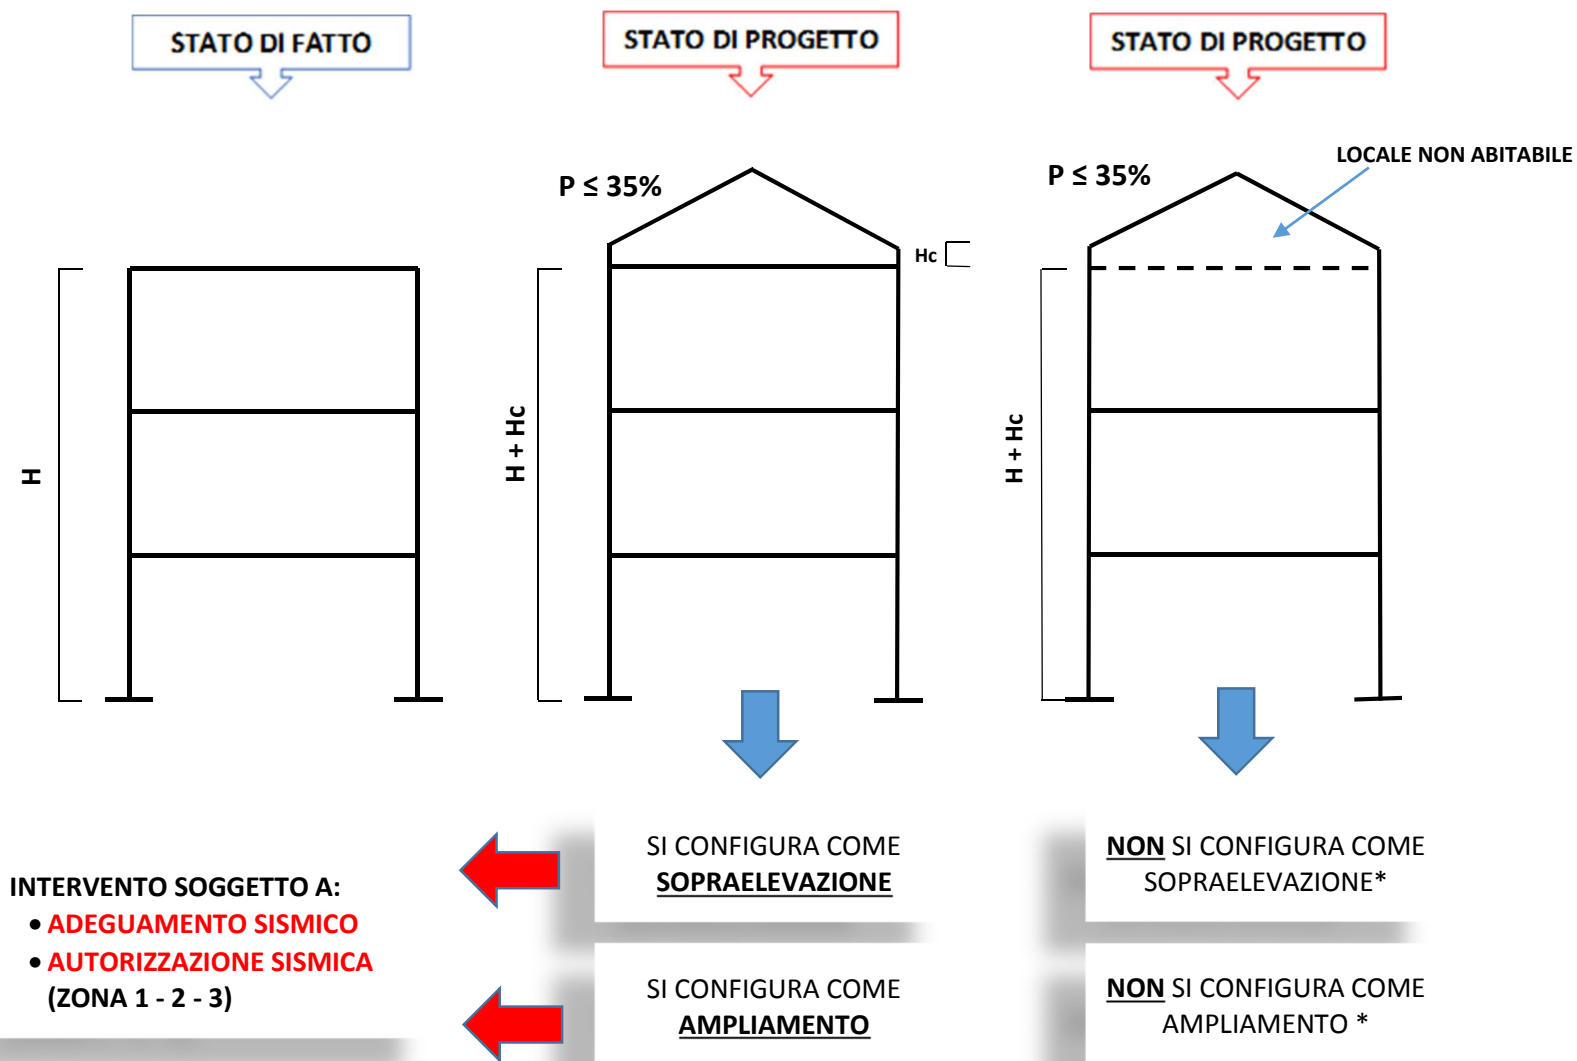 STATO DI FATTO
STATO DI PROGETTO
STATO DI PROGETTO
LOCALE NON ABITABILE
P ≤ 35%
P ≤ 35%
Hc
H
H + Hc
H + Hc
SI CONFIGURA COME
SOPRAELEVAZIONE
NON SI CONFIGURA COME
SOPRAELEVAZIONE*
INTERVENTO SOGGETTO A:
• ADEGUAMENTO SISMICO
• AUTORIZZAZIONE SISMICA
(ZONA 1 - 2 - 3)
SI CONFIGURA COME
AMPLIAMENTO
NON SI CONFIGURA COME
AMPLIAMENTO *